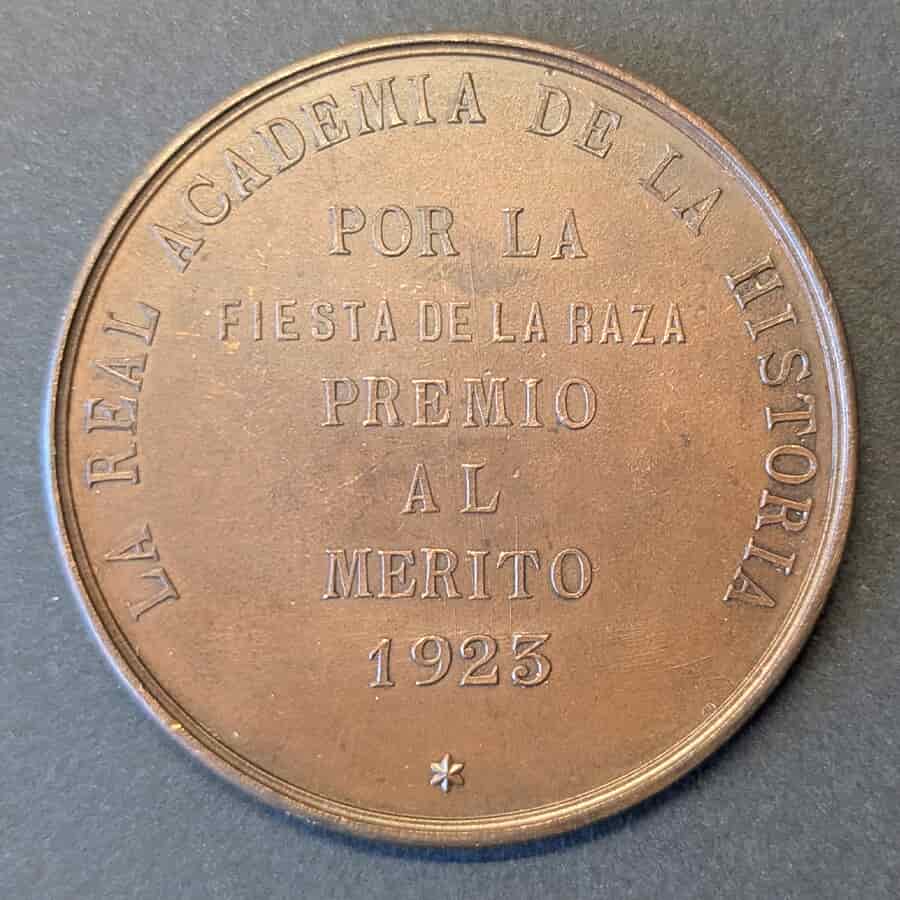 LA REAL ACADEMIA DE LA HISTORIA
POR LA
FIESTA DE LA RAZA
PREMIO
AL
MERITO
1923